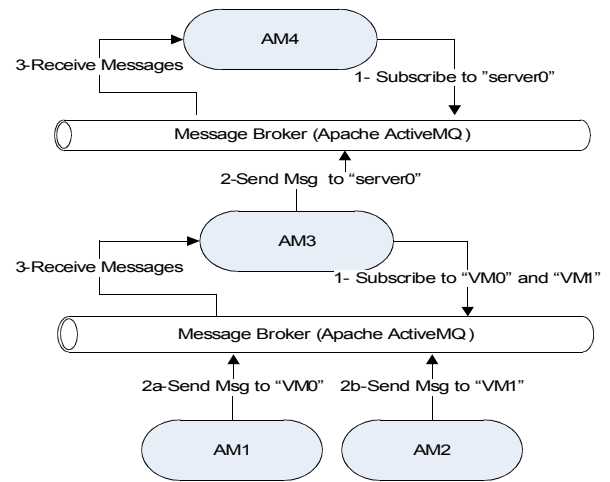 AM4
3-Receive Messages
1- Subscribe to ”server0”
Message Broker (Apache ActiveMQ)
2-Send Msg to “server0”
AM3
3-Receive Messages
1- Subscribe to “VM0” and “VM1”
Message Broker (Apache ActiveMQ)
2a-Send Msg to “VM0”
2b-Send Msg to “VM1”
AM1
AM2